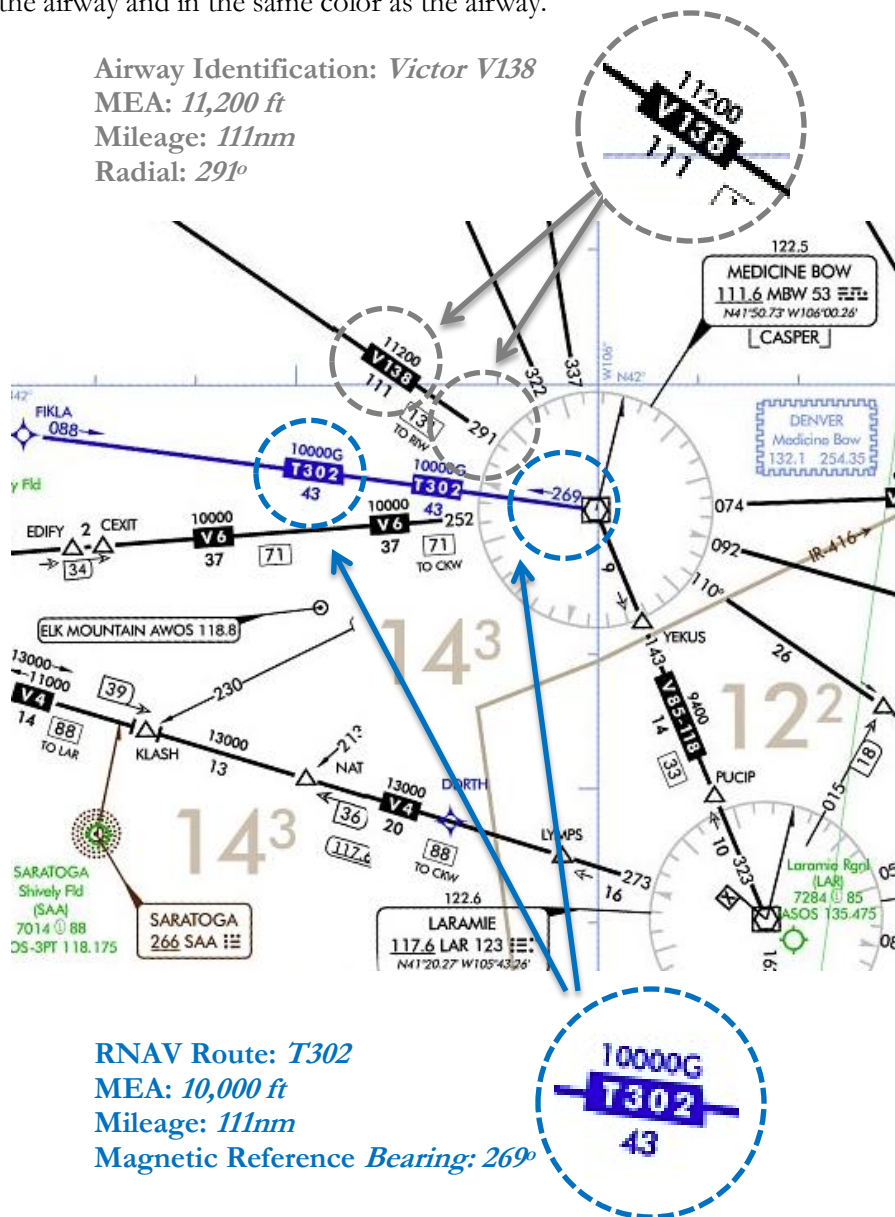 the airway and in the same color as the airway.
Airway Identification: Victor V138
MEA: 11,200 ft
Mileage: 111nm
Radial: 291º
11200
V138
111
122.5
MEDICINE BOW
111.6 MBW 53
N41°50.73' W106°00.26'
CASPER
11200
V138
111
TO RIW
291
322
337
W106°
N42°
42°
FIKLA
088
10000G
T302
43
10000G
T302
43
269
DENVER
Medicine Bow
132.1 254.35
y Fld
EDIFY
2
CEXIT
34
10000
V6
37
71
10000
V6
37
252
71
TO CKW
074
092
110°
IR-416
9
YEKUS
26
ELK MOUNTAIN AWOS 118.8
14³
230
13000
11000
V4
14
39
88
TO LAR
KLASH
13000
13
NAT
213
36
13000
V4
20
DORTH
88
TO CKW
LYMPS
273
16
143
V85-118
9400
14
33
12²
PUCIP
10
323
015
18
14³
SARATOGA
Shively Fld
(SAA)
7014 88
OS-3PT 118.175
SARATOGA
266 SAA
122.6
LARAMIE
117.6 LAR 123
N41°20.27' W105°43.26'
Laramie Rgnl
(LAR)
7284 85
ASOS 135.475
RNAV Route: T302
MEA: 10,000 ft
Mileage: 111nm
Magnetic Reference Bearing: 269º
10000G
T302
43